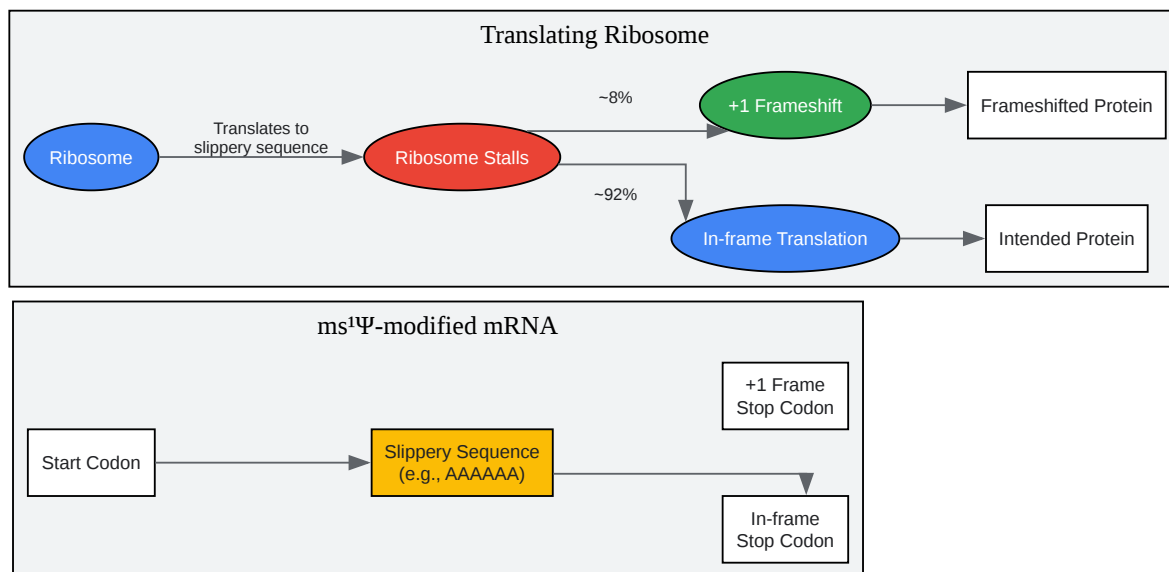 Translating Ribosome
~8%
+1 Frameshift
Frameshifted Protein
Translates to
slippery sequence
Ribosome
Ribosome Stalls
~92%
In-frame Translation
Intended Protein
ms¹Ψ-modified mRNA
+1 Frame
Stop Codon
Start Codon
Slippery Sequence
(e.g., AAAAAA)
In-frame
Stop Codon